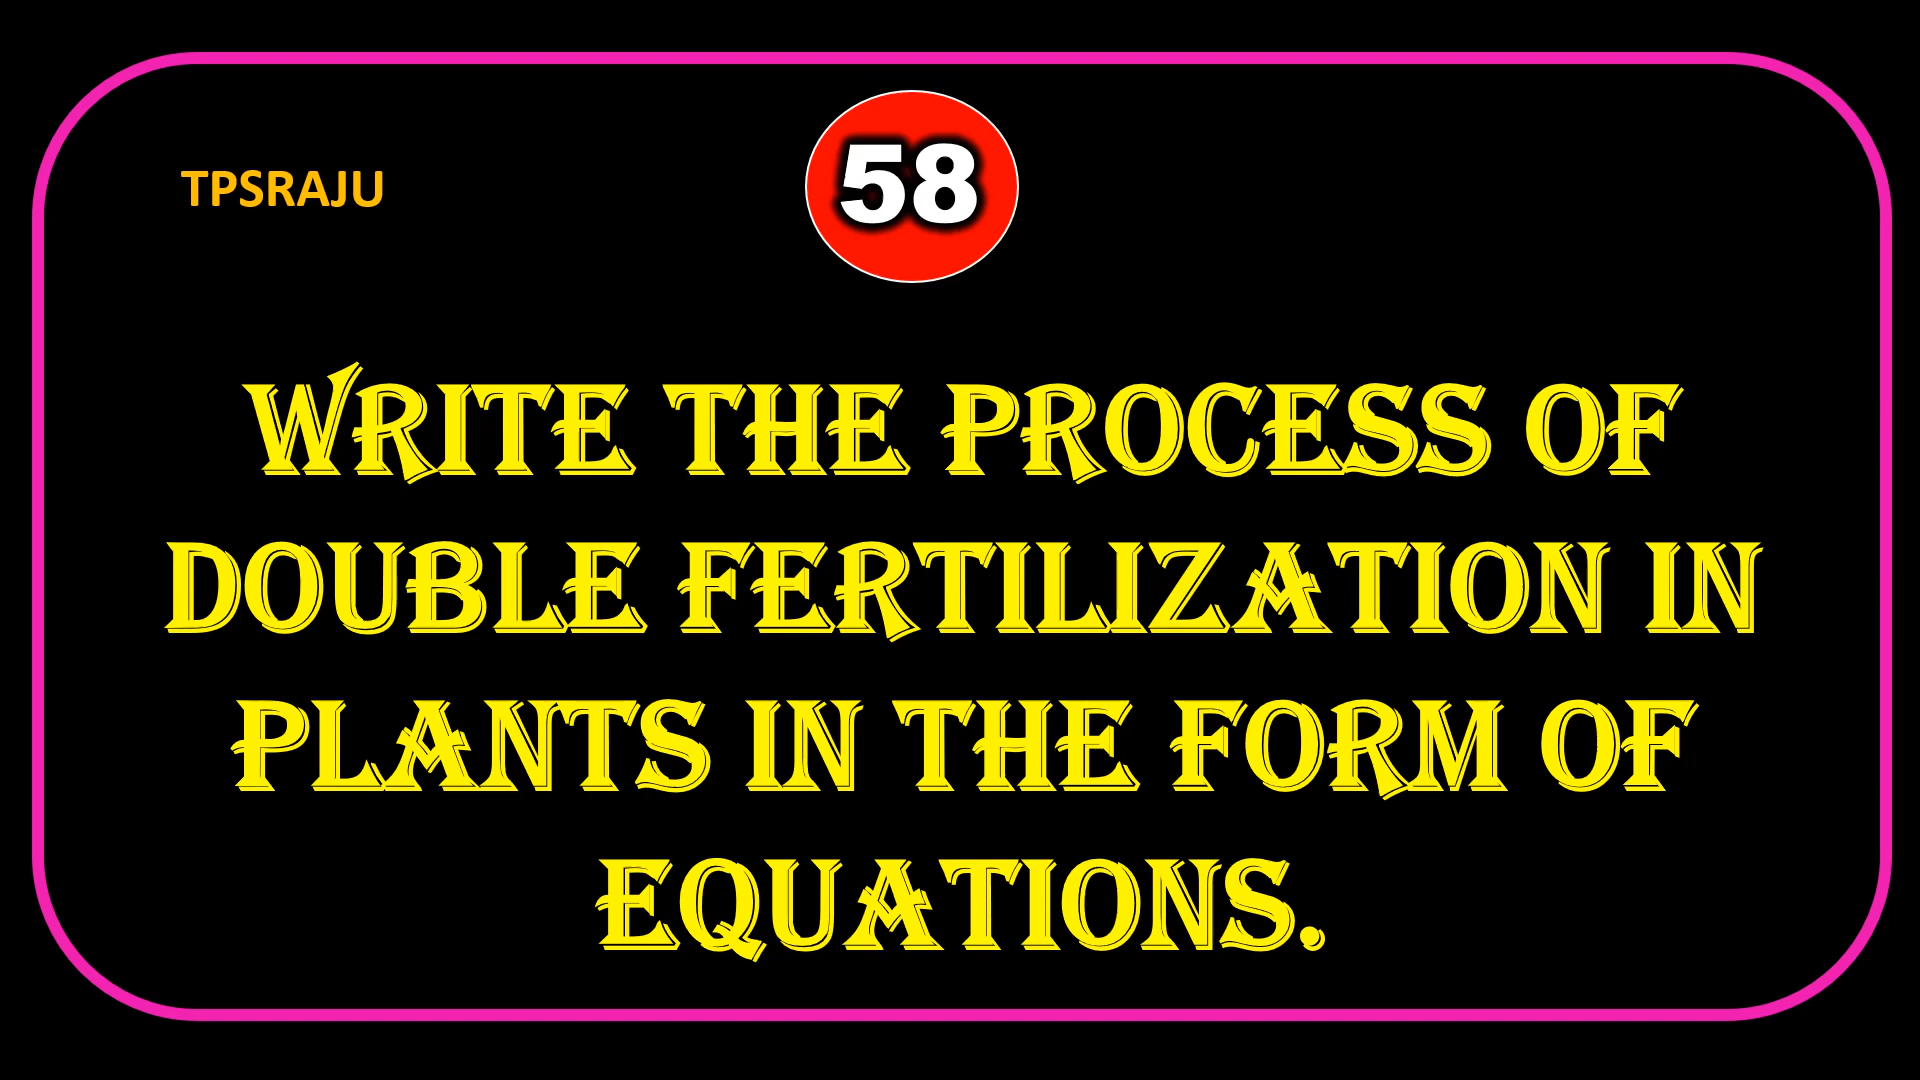 TPSRAJU
58
WRITE THE PROCESS OF
DOUBLE FERTILIZATION IN
PLANTS IN THE FORM OF
EQUATIONS.